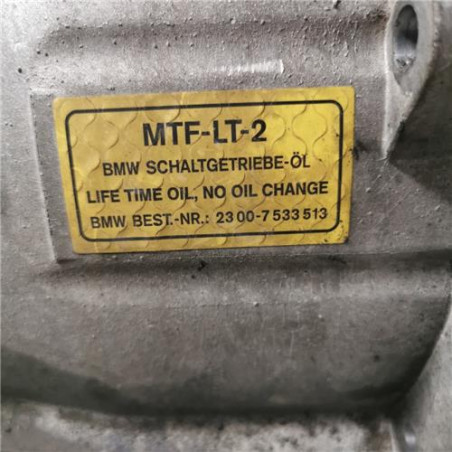 MTF-LT-2
BMW SCHALTGETRIEBE-ÖL
LIFE TIME OIL, NO OIL CHANGE
BMW BEST.-NR.: 23 00-7 533 513